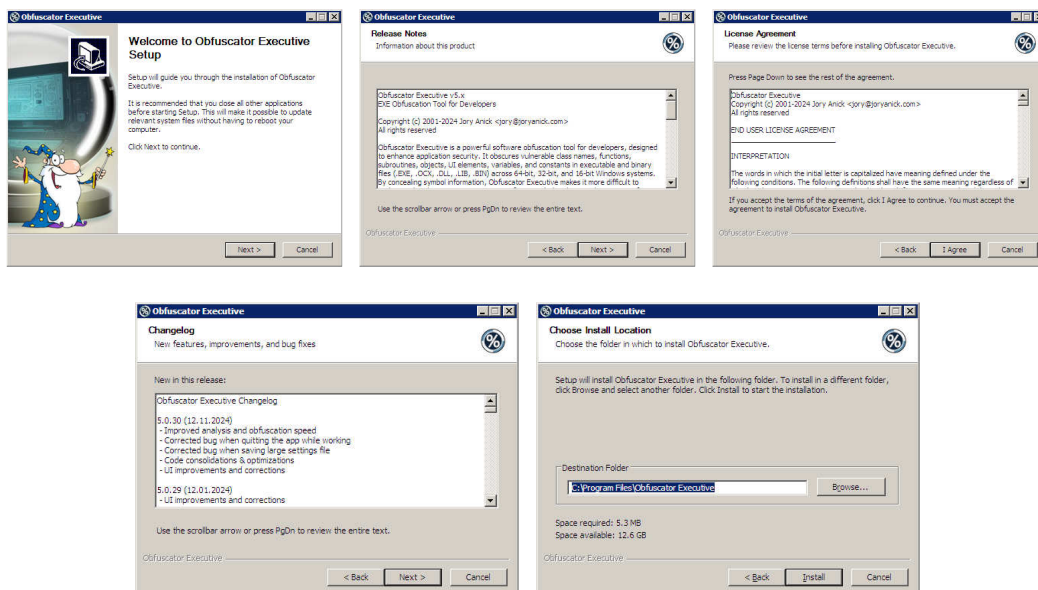 Obfuscator Executive
Welcome to Obfuscator Executive
Setup
Setup will guide you through the installation of Obfuscator
Executive.
It is recommended that you close all other applications
before starting Setup. This will make it possible to update
relevant system files without having to reboot your
computer.
Click Next to continue.
Next >
Cancel
Obfuscator Executive
Release Notes
Information about this product
Obfuscator Executive v5.x
EXE Obfuscation Tool for Developers
Copyright (c) 2001-2024 Jory Anick <jory@joryanick.com>
All rights reserved
Obfuscator Executive is a powerful software obfuscation tool for developers, designed
to enhance application security. It obscures vulnerable class names, functions,
subroutines, objects, UI elements, variables, and constants in executable and binary
files (.EXE, .OCX, .DLL, .LIB, .BIN) across 64-bit, 32-bit, and 16-bit Windows systems.
By concealing symbol information, Obfuscator Executive makes it more difficult to
Use the scrollbar arrow or press PgDn to review the entire text.
Obfuscator Executive
< Back
Next >
Cancel
Obfuscator Executive
License Agreement
Please review the license terms before installing Obfuscator Executive.
Press Page Down to see the rest of the agreement.
Obfuscator Executive
Copyright (c) 2001-2024 Jory Anick <jory@joryanick.com>
All rights reserved
END USER LICENSE AGREEMENT
INTERPRETATION
The words in which the initial letter is capitalized have meaning defined under the
following conditions. The following definitions shall have the same meaning regardless of
If you accept the terms of the agreement, click I Agree to continue. You must accept the
agreement to install Obfuscator Executive.
Obfuscator Executive
< Back
I Agree
Cancel
Obfuscator Executive
Changelog
New features, improvements, and bug fixes
New in this release:
Obfuscator Executive Changelog
5.0.30 (12.11.2024)
- Improved analysis and obfuscation speed
- Corrected bug when quitting the app while working
- Corrected bug when saving large settings file
- Code consolidations & optimizations
- UI improvements and corrections
5.0.29 (12.01.2024)
- UI improvements and corrections
Use the scrollbar arrow or press PgDn to review the entire text.
Obfuscator Executive
< Back
Next >
Cancel
Obfuscator Executive
Choose Install Location
Choose the folder in which to install Obfuscator Executive.
Setup will install Obfuscator Executive in the following folder. To install in a different folder,
click Browse and select another folder. Click Install to start the installation.
Destination Folder
C:\Program Files\Obfuscator Executive
Browse...
Space required: 5.3 MB
Space available: 12.6 GB
Obfuscator Executive
< Back
Install
Cancel